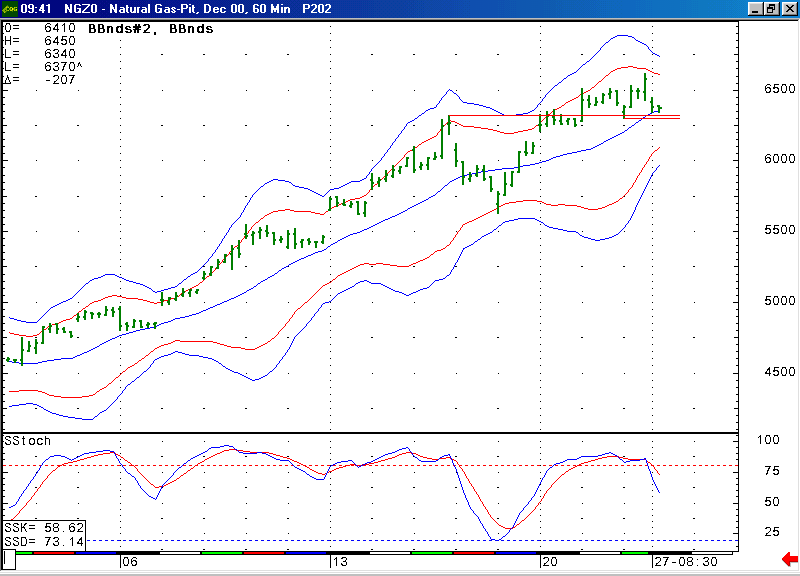 CQG 09:41 NGZ0 - Natural Gas-Pit, Dec 00, 60 Min P202
O= 6410 BBnds#2, BBnds
H= 6450
L= 6340
L= 6370^
Δ= -207
6500
6000
5500
5000
4500
SStoch
100
75
50
25
SSK= 58.62
SSD= 73.14
06 13 20 27-08:30